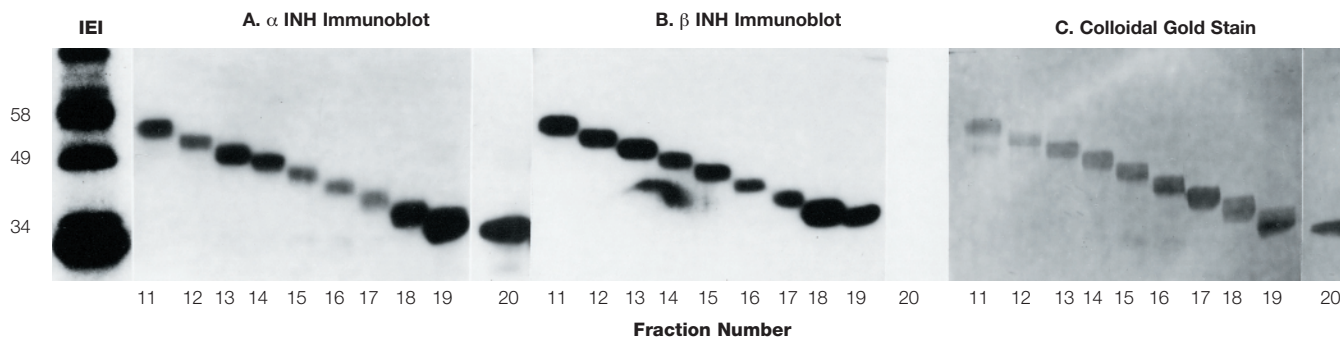 IEI
A. α INH Immunoblot
B. β INH Immunoblot
C. Colloidal Gold Stain
58
49
34
11 12 13 14 15 16 17 18 19 20 11 12 13 14 15 16 17 18 19 20 11 12 13 14 15 16 17 18 19 20
Fraction Number